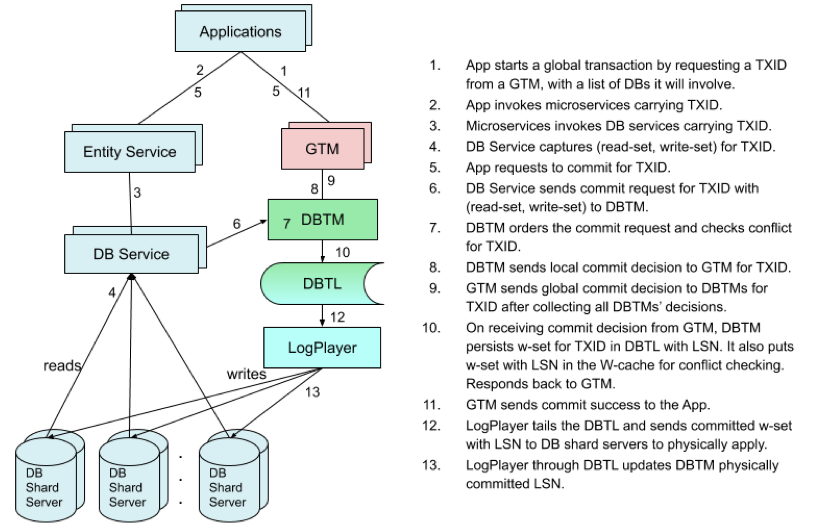 Applications
2
1
5
5
11
Entity Service
GTM
3
8
9
6
7 DBTM
DB Service
10
4
DBTL
12
LogPlayer
reads
writes
13
DB
Shard
Server
DB
Shard
Server
DB
Shard
Server
.
.
.
1. App starts a global transaction by requesting a TXID
from a GTM, with a list of DBs it will involve.
2. App invokes microservices carrying TXID.
3. Microservices invokes DB services carrying TXID.
4. DB Service captures (read-set, write-set) for TXID.
5. App requests to commit for TXID.
6. DB Service sends commit request for TXID with
(read-set, write-set) to DBTM.
7. DBTM orders the commit request and checks conflict
for TXID.
8. DBTM sends local commit decision to GTM for TXID.
9. GTM sends global commit decision to DBTMs for
TXID after collecting all DBTMs' decisions.
10. On receiving commit decision from GTM, DBTM
persists w-set for TXID in DBTL with LSN. It also puts
w-set with LSN in the W-cache for conflict checking.
Responds back to GTM.
11. GTM sends commit success to the App.
12. LogPlayer tails the DBTL and sends committed w-set
with LSN to DB shard servers to physically apply.
13. LogPlayer through DBTL updates DBTM physically
committed LSN.